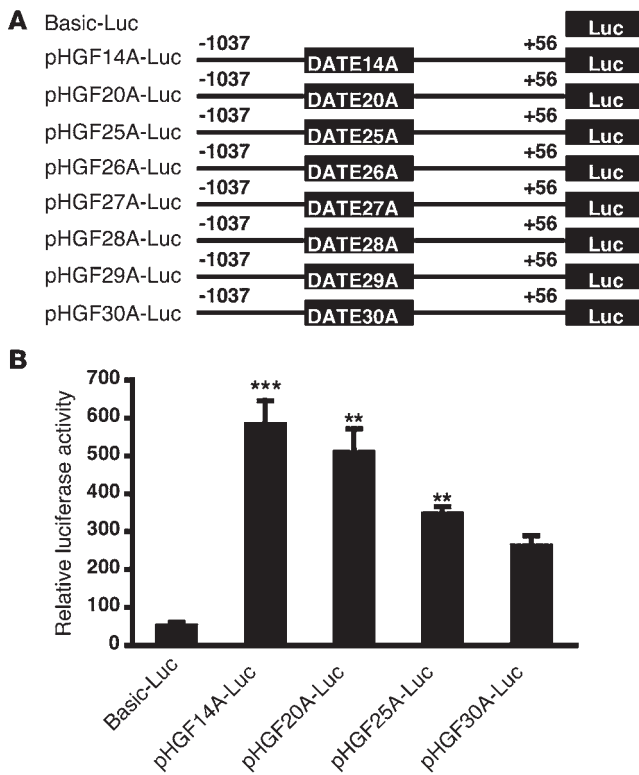 A
Basic-Luc Luc
-1037 +56
pHGF14A-Luc DATE14A Luc
-1037 +56
pHGF20A-Luc DATE20A Luc
-1037 +56
pHGF25A-Luc DATE25A Luc
-1037 +56
pHGF26A-Luc DATE26A Luc
-1037 +56
pHGF27A-Luc DATE27A Luc
-1037 +56
pHGF28A-Luc DATE28A Luc
-1037 +56
pHGF29A-Luc DATE29A Luc
-1037 +56
pHGF30A-Luc DATE30A Luc
B
Relative luciferase activity
700
600
500
400
300
200
100
0
***
**
**
Basic-Luc
pHGF14A-Luc
pHGF20A-Luc
pHGF25A-Luc
pHGF30A-Luc